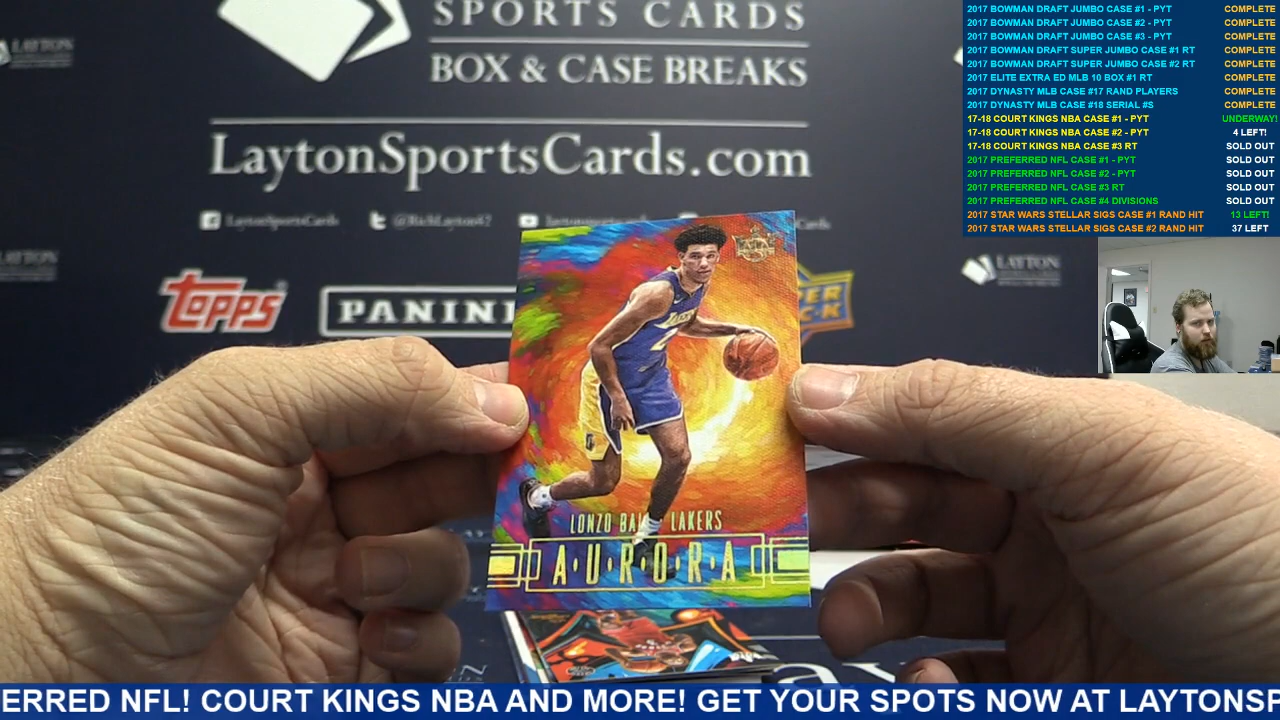 SPORTS CARDS
BOX & CASE BREAKS
LaytonSportsCards.com
LaytonSportsCards
@RichLayton47
laytonsportscards
LAYTON
topps
PANINI
LAYTON
LONZO BALL LAKERS
AURORA
2017 BOWMAN DRAFT JUMBO CASE #1 - PYT COMPLETE
2017 BOWMAN DRAFT JUMBO CASE #2 - PYT COMPLETE
2017 BOWMAN DRAFT JUMBO CASE #3 - PYT COMPLETE
2017 BOWMAN DRAFT SUPER JUMBO CASE #1 RT COMPLETE
2017 BOWMAN DRAFT SUPER JUMBO CASE #2 RT COMPLETE
2017 ELITE EXTRA ED MLB 10 BOX #1 RT COMPLETE
2017 DYNASTY MLB CASE #17 RAND PLAYERS COMPLETE
2017 DYNASTY MLB CASE #18 SERIAL #S COMPLETE
17-18 COURT KINGS NBA CASE #1 - PYT UNDERWAY!
17-18 COURT KINGS NBA CASE #2 - PYT 4 LEFT!
17-18 COURT KINGS NBA CASE #3 RT SOLD OUT
2017 PREFERRED NFL CASE #1 - PYT SOLD OUT
2017 PREFERRED NFL CASE #2 - PYT SOLD OUT
2017 PREFERRED NFL CASE #3 RT SOLD OUT
2017 PREFERRED NFL CASE #4 DIVISIONS SOLD OUT
2017 STAR WARS STELLAR SIGS CASE #1 RAND HIT 13 LEFT!
2017 STAR WARS STELLAR SIGS CASE #2 RAND HIT 37 LEFT
ERRED NFL! COURT KINGS NBA AND MORE! GET YOUR SPOTS NOW AT LAYTONSP